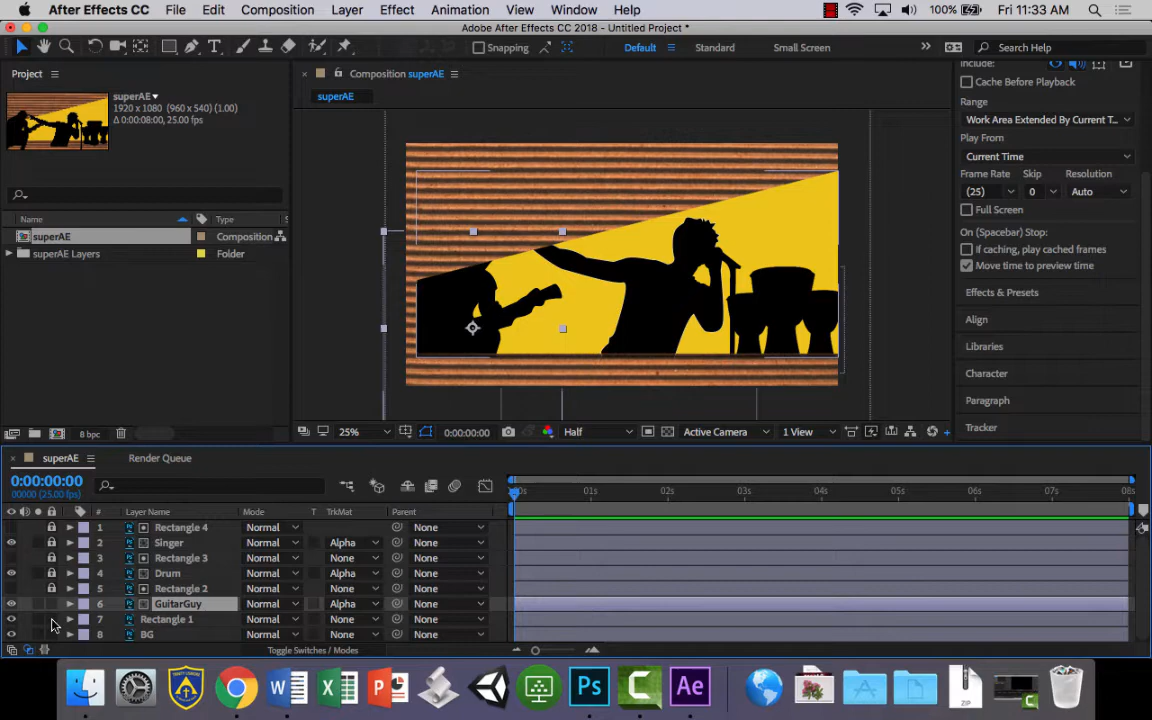 After Effects CC File Edit Composition Layer Effect Animation View Window Help 100% Fri 11:33 AM
Adobe After Effects CC 2018 - Untitled Project *
Snapping Default Standard Small Screen Search Help
Project
Composition superAE
superAE
superAE
1920 x 1080 (960 x 540) (1.00)
Δ 0:00:08:00, 25.00 fps
Name Type
superAE Composition
superAE Layers Folder
8 bpc
25% 0:00:00:00 Half Active Camera 1 View
Include:
Cache Before Playback
Range
Work Area Extended By Current T...
Play From
Current Time
Frame Rate Skip Resolution
(25) 0 Auto
Full Screen
On (Spacebar) Stop:
If caching, play cached frames
Move time to preview time
Effects & Presets
Align
Libraries
Character
Paragraph
Tracker
superAE Render Queue
0:00:00:00
00000 (25.00 fps)
00s 01s 02s 03s 04s 05s 06s 07s 08s
# Layer Name Mode T TrkMat Parent
1 Rectangle 4 Normal None
2 Singer Normal Alpha None
3 Rectangle 3 Normal None None
4 Drum Normal Alpha None
5 Rectangle 2 Normal None None
6 GuitarGuy Normal Alpha None
7 Rectangle 1 Normal None None
8 BG Normal None None
Toggle Switches / Modes
W X P Ps C Ae
ZIP